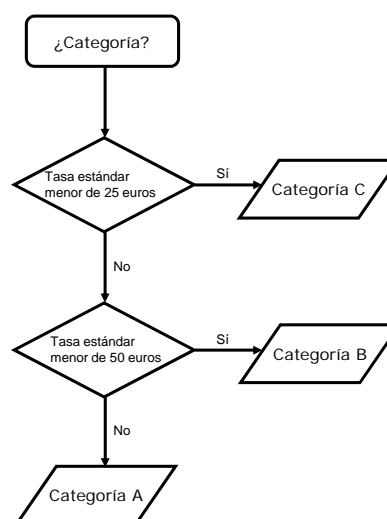 ¿Categoría?
Tasa estándar
menor de 25 euros
Sí
Categoría C
No
Tasa estándar
menor de 50 euros
Sí
Categoría B
No
Categoría A